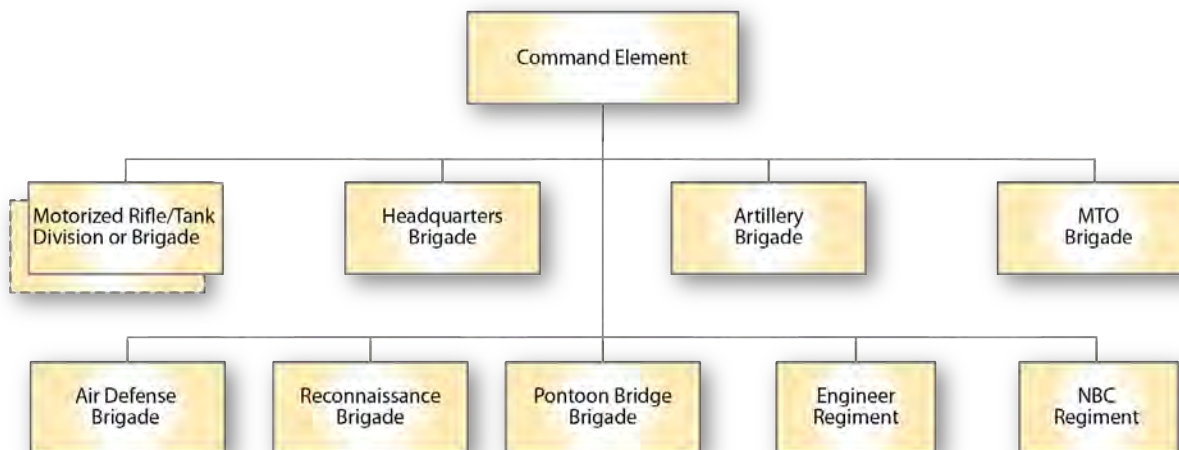 Command Element
Motorized Rifle/Tank
Division or Brigade
Headquarters
Brigade
Artillery
Brigade
MTO
Brigade
Air Defense
Brigade
Reconnaissance
Brigade
Pontoon Bridge
Brigade
Engineer
Regiment
NBC
Regiment